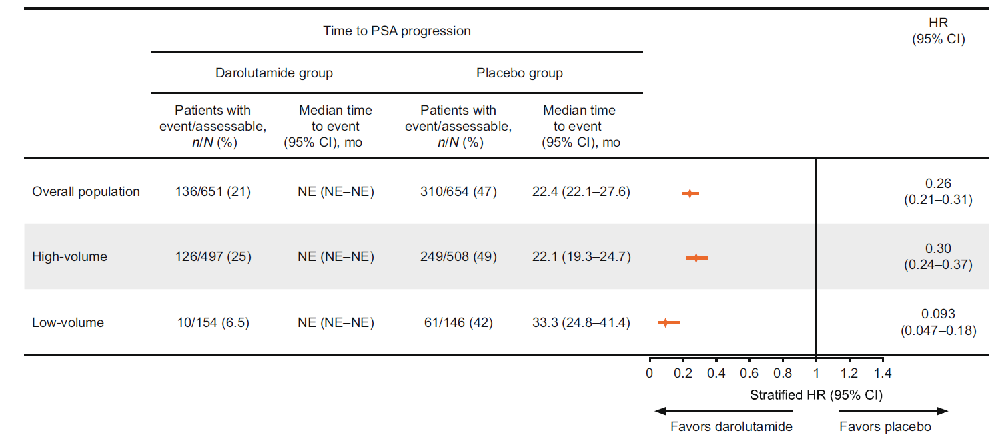 Time to PSA progression
HR
(95% CI)
Darolutamide group
Placebo group
Patients with
event/assessable,
n/N (%)
Median time
to event
(95% CI), mo
Patients with
event/assessable,
n/N (%)
Median time
to event
(95% CI), mo
Overall population 136/651 (21) NE (NE–NE) 310/654 (47) 22.4 (22.1–27.6) 0.26
(0.21–0.31)
High-volume 126/497 (25) NE (NE–NE) 249/508 (49) 22.1 (19.3–24.7) 0.30
(0.24–0.37)
Low-volume 10/154 (6.5) NE (NE–NE) 61/146 (42) 33.3 (24.8–41.4) 0.093
(0.047–0.18)
0 0.2 0.4 0.6 0.8 1 1.2 1.4
Stratified HR (95% CI)
Favors darolutamide Favors placebo